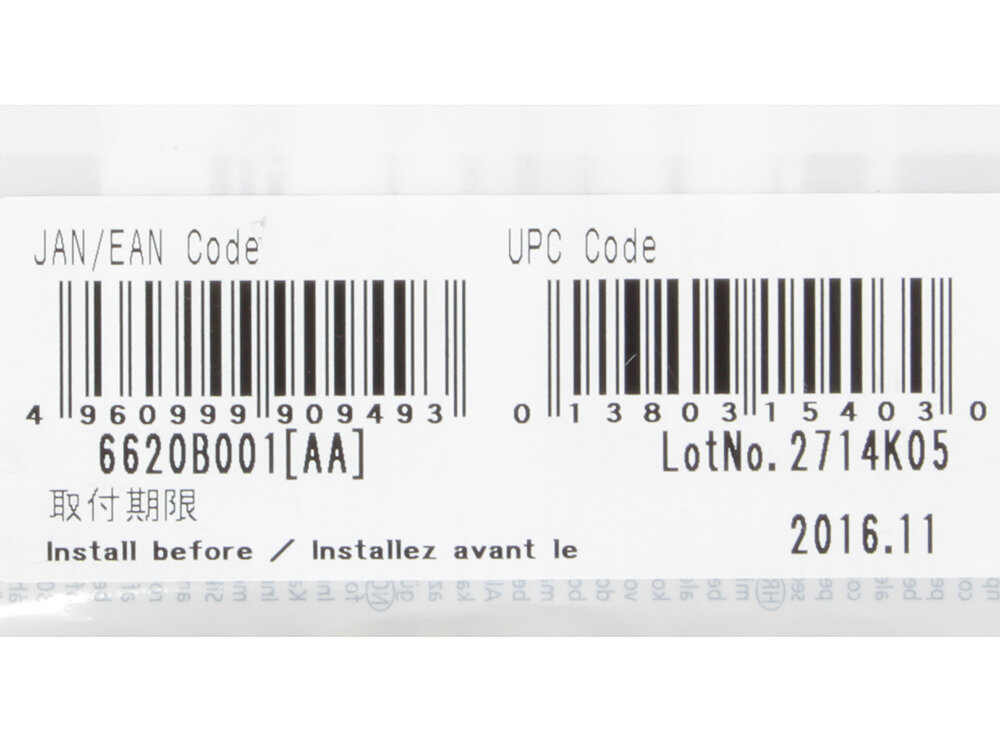 JAN/EAN Code
UPC Code
4 960999 909493
0 13803 15403 0
6620B001[AA]
LotNo. 2714K05
取付期限
Install before / Installez avant le
2016.11